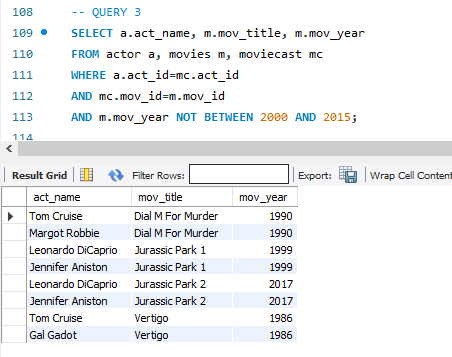 108 -- QUERY 3
109 SELECT a.act_name, m.mov_title, m.mov_year
110 FROM actor a, movies m, moviecast mc
111 WHERE a.act_id=mc.act_id
112 AND mc.mov_id=m.mov_id
113 AND m.mov_year NOT BETWEEN 2000 AND 2015;
114
Result Grid Filter Rows: Export: Wrap Cell Content
act_name mov_title mov_year
Tom Cruise Dial M For Murder 1990
Margot Robbie Dial M For Murder 1990
Leonardo DiCaprio Jurassic Park 1 1999
Jennifer Aniston Jurassic Park 1 1999
Leonardo DiCaprio Jurassic Park 2 2017
Jennifer Aniston Jurassic Park 2 2017
Tom Cruise Vertigo 1986
Gal Gadot Vertigo 1986